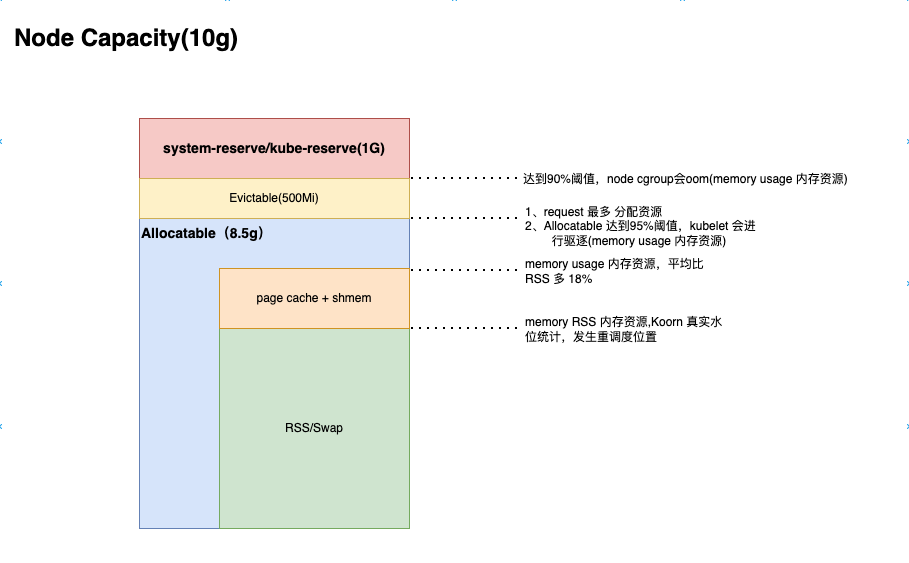 Node Capacity(10g)
system-reserve/kube-reserve(1G)
达到90%阈值，node cgroup会oom(memory usage 内存资源)
Evictable(500Mi)
1、request 最多 分配资源
2、Allocatable 达到95%阈值，kubelet 会进
行驱逐(memory usage 内存资源)
Allocatable（8.5g）
memory usage 内存资源，平均比
RSS 多 18%
page cache + shmem
memory RSS 内存资源,Koorn 真实水
位统计，发生重调度位置
RSS/Swap